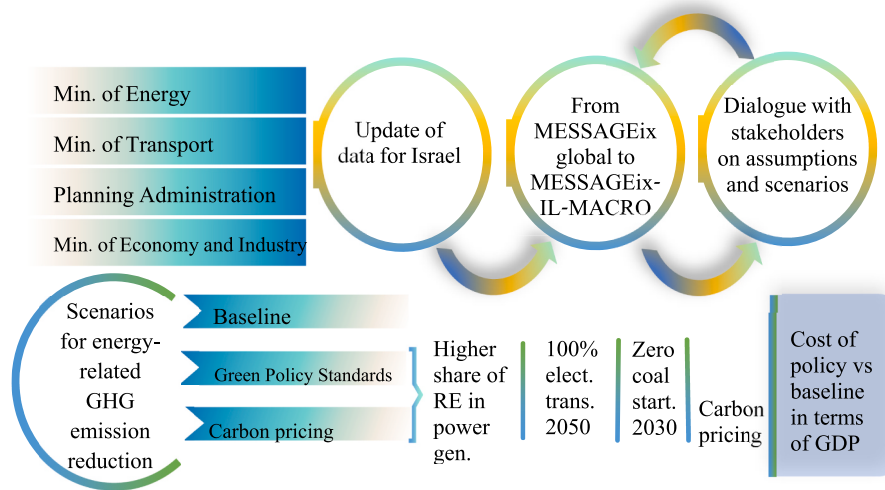 Min. of Energy
Min. of Transport
Planning Administration
Min. of Economy and Industry
Update of
data for Israel
From
MESSAGEix
global to
MESSAGEix-
IL-MACRO
Dialogue with
stakeholders
on assumptions
and scenarios
Scenarios
for energy-
related
GHG
emission
reduction
Baseline
Green Policy Standards
Carbon pricing
Higher
share of
RE in
power
gen.
100%
elect.
trans.
2050
Zero
coal
start.
2030
Carbon
pricing
Cost of
policy vs
baseline
in terms
of GDP